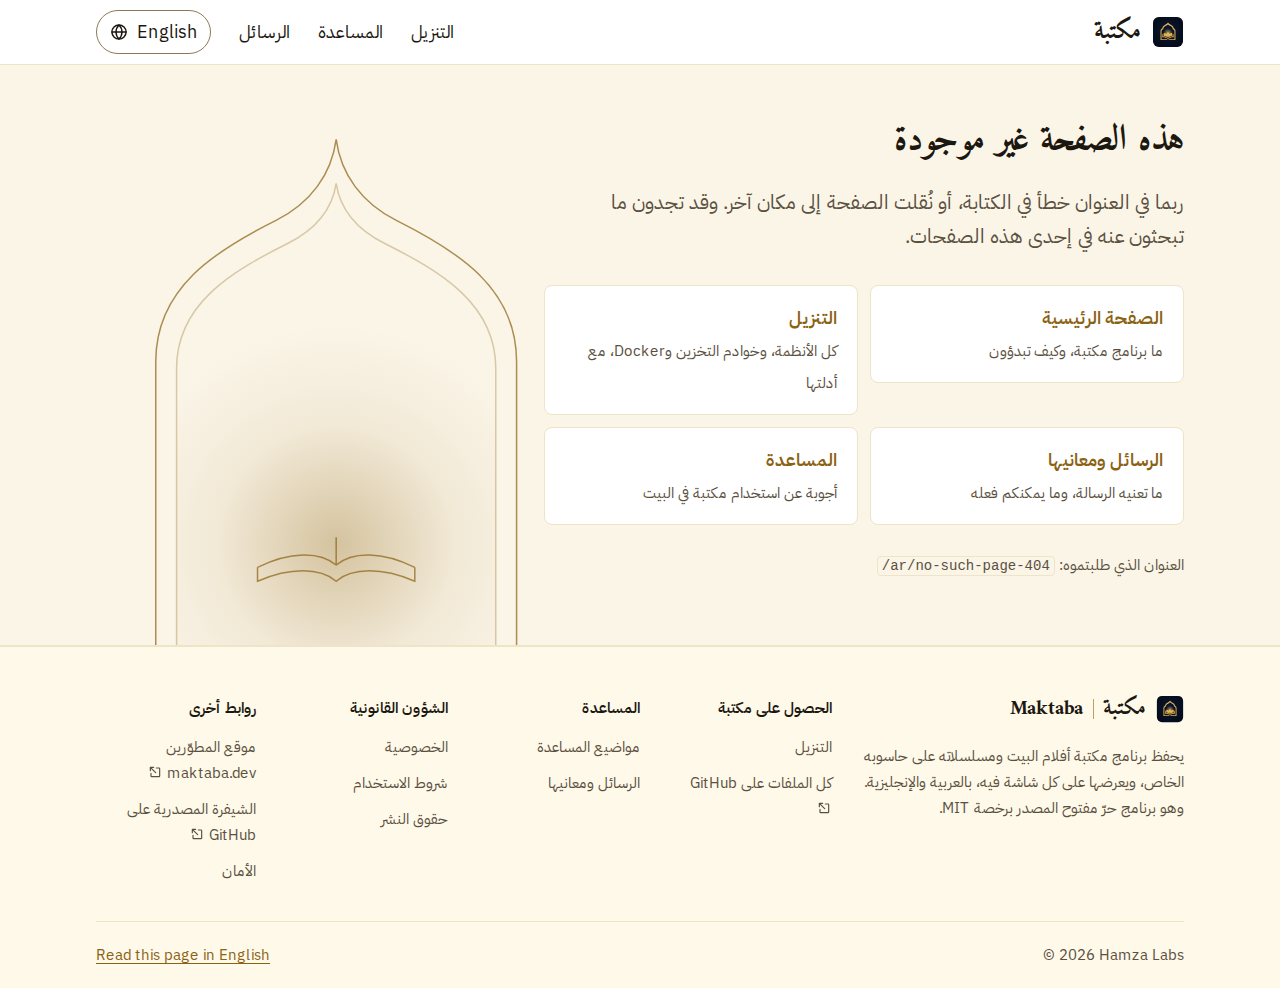 مكتبة
التنزيل
المساعدة
الرسائل
English
هذه الصفحة غير موجودة
ربما في العنوان خطأ في الكتابة، أو نُقلت الصفحة إلى مكان آخر. وقد تجدون ما
تبحثون عنه في إحدى هذه الصفحات.
الصفحة الرئيسية
ما برنامج مكتبة، وكيف تبدؤون
التنزيل
كل الأنظمة، وخوادم التخزين وDocker، مع
أدلتها
الرسائل ومعانيها
ما تعنيه الرسالة، وما يمكنكم فعله
المساعدة
أجوبة عن استخدام مكتبة في البيت
العنوان الذي طلبتموه: /ar/no-such-page-404
مكتبة | Maktaba
يحفظ برنامج مكتبة أفلام البيت ومسلسلاته على حاسوبه
الخاص، ويعرضها على كل شاشة فيه، بالعربية والإنجليزية.
وهو برنامج حرّ مفتوح المصدر برخصة MIT.
الحصول على مكتبة
التنزيل
كل الملفات على GitHub
المساعدة
مواضيع المساعدة
الرسائل ومعانيها
الشؤون القانونية
الخصوصية
شروط الاستخدام
حقوق النشر
روابط أخرى
موقع المطوّرين
maktaba.dev
الشيفرة المصدرية على
GitHub
الأمان
© 2026 Hamza Labs
Read this page in English